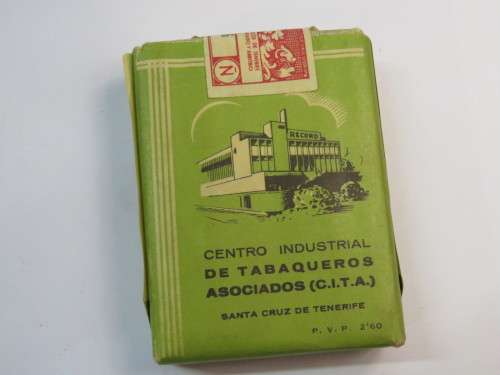 N
RECORD
CENTRO INDUSTRIAL
DE TABAQUEROS
ASOCIADOS (C.I.T.A.)
SANTA CRUZ DE TENERIFE
P. V. P. 2'60